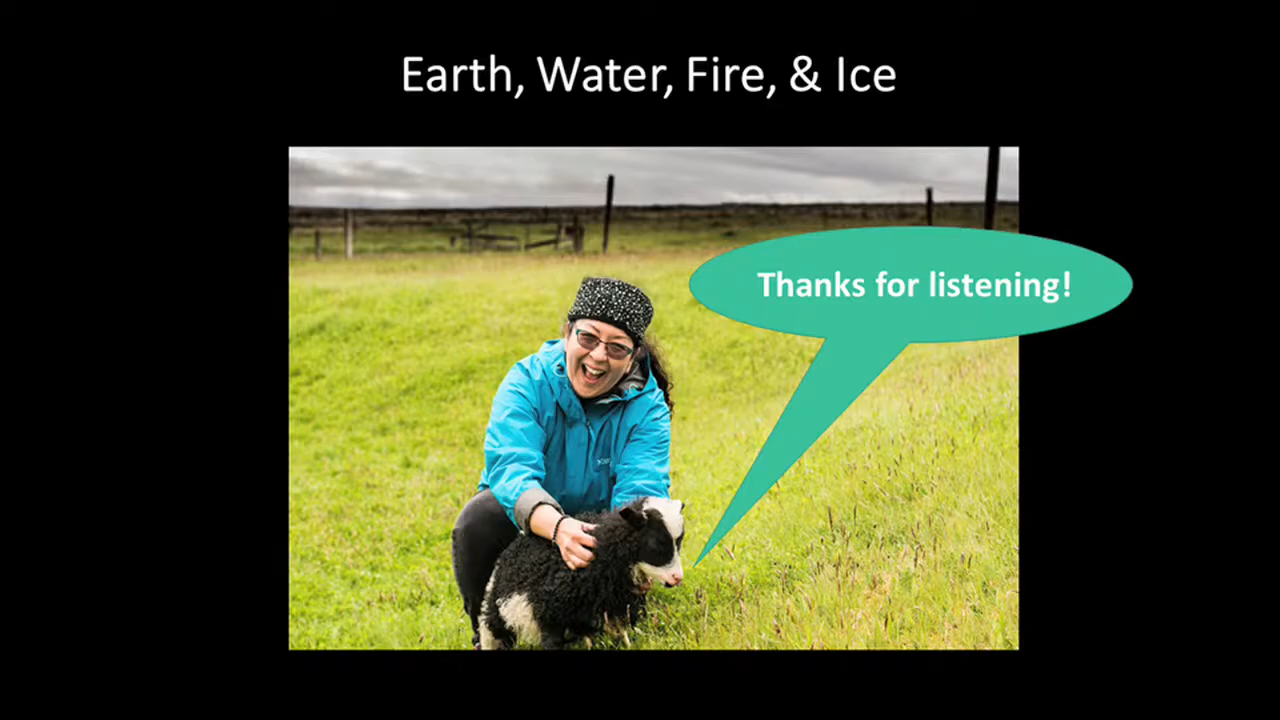 Earth, Water, Fire, & Ice
Thanks for listening!